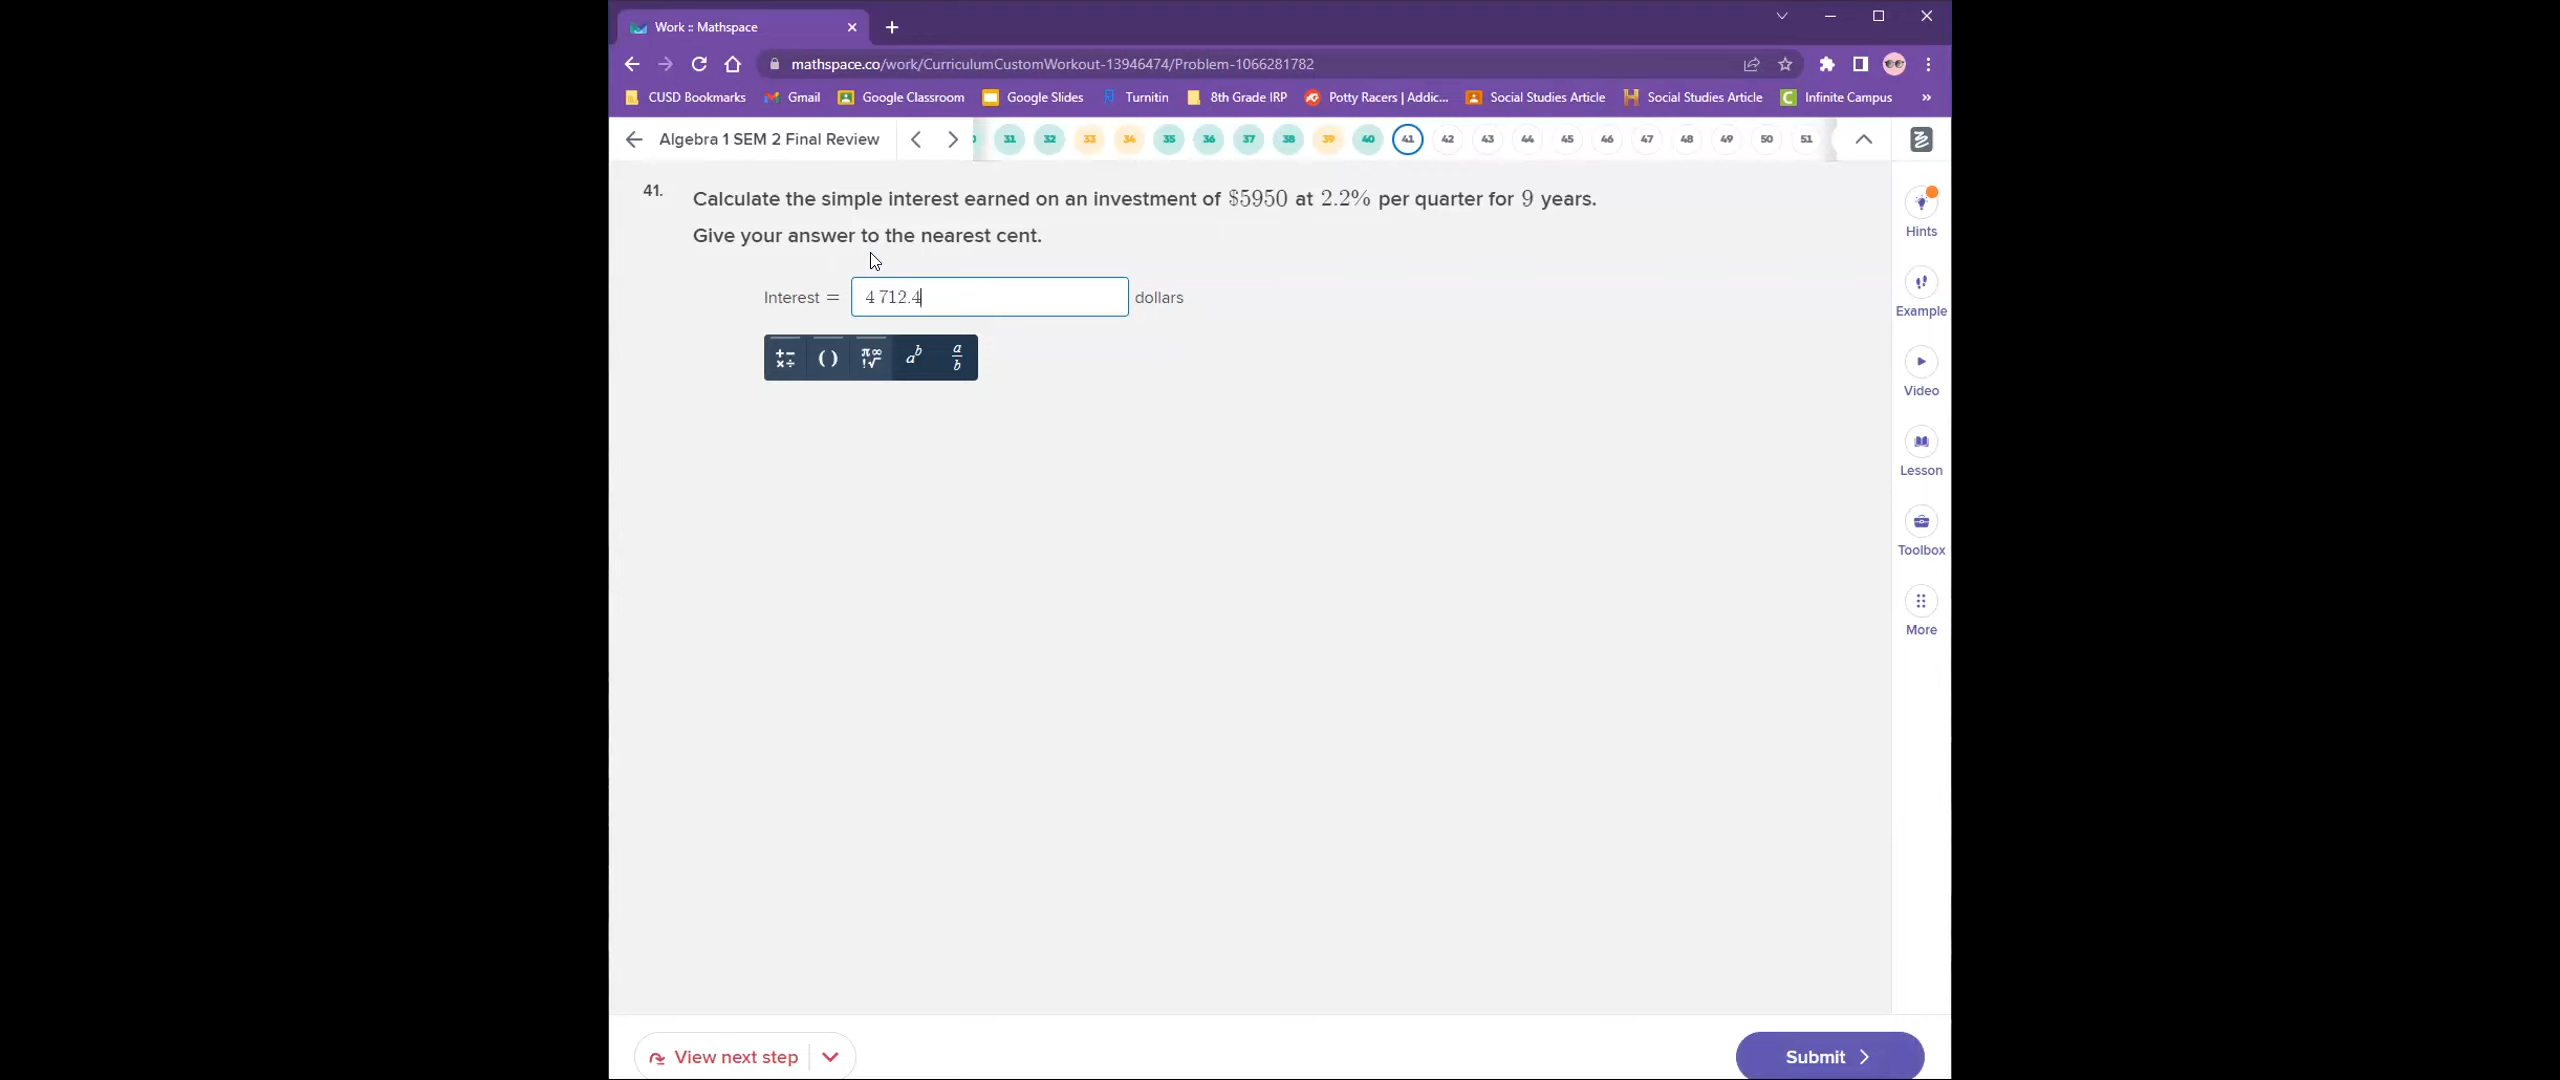 Work :: Mathspace
mathspace.co/work/CurriculumCustomWorkout-13946474/Problem-1066281782
CUSD Bookmarks Gmail Google Classroom Google Slides Turnitin 8th Grade IRP Potty Racers | Addic... Social Studies Article Social Studies Article Infinite Campus »
Algebra 1 SEM 2 Final Review 31 32 33 34 35 36 37 38 39 40 41 42 43 44 45 46 47 48 49 50 51
41. Calculate the simple interest earned on an investment of $5950 at 2.2% per quarter for 9 years.
Give your answer to the nearest cent.
Interest = 4 712.4 dollars
+− ×÷ ( ) π∞ !√ a^b a/b
Hints
Example
Video
Lesson
Toolbox
More
View next step
Submit